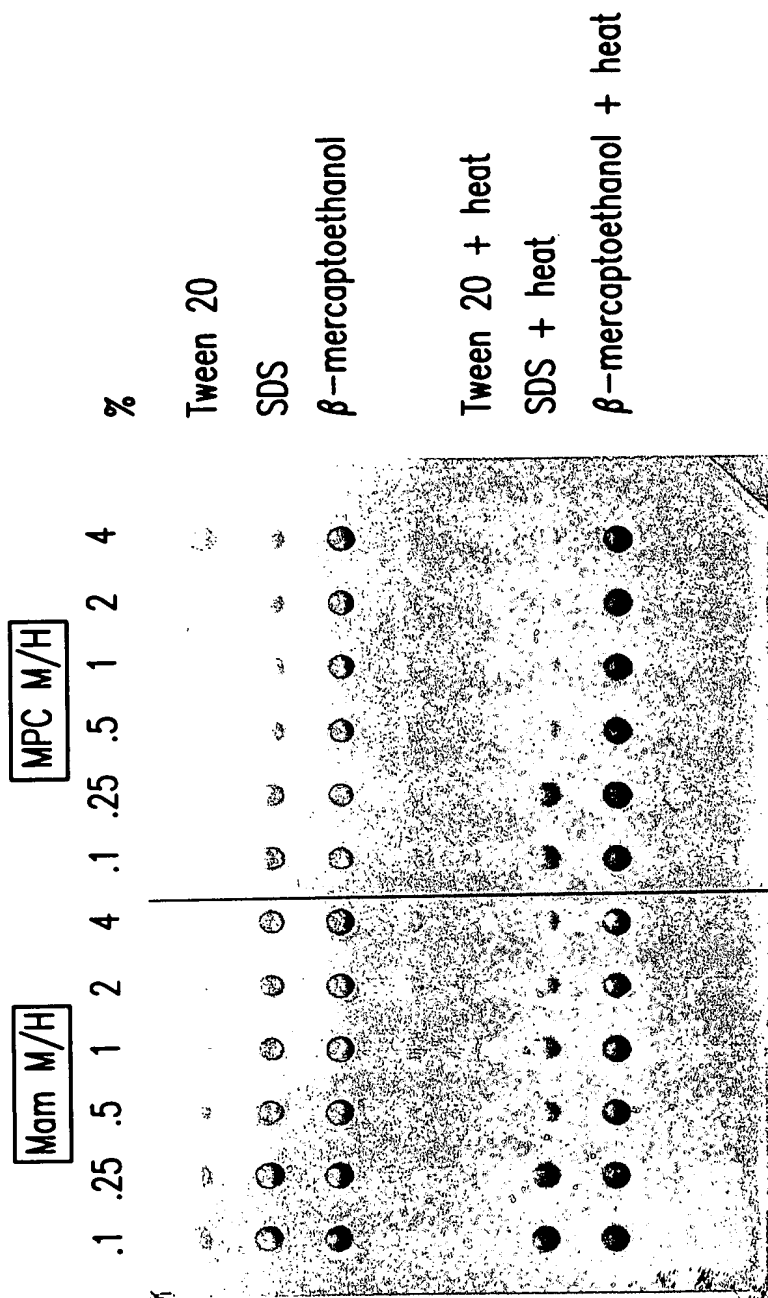 Mam M/H MPC M/H
.1 .25 .5 1 2 4 .1 .25 .5 1 2 4 %
Tween 20
SDS
β-mercaptoethanol
Tween 20 + heat
SDS + heat
β-mercaptoethanol + heat